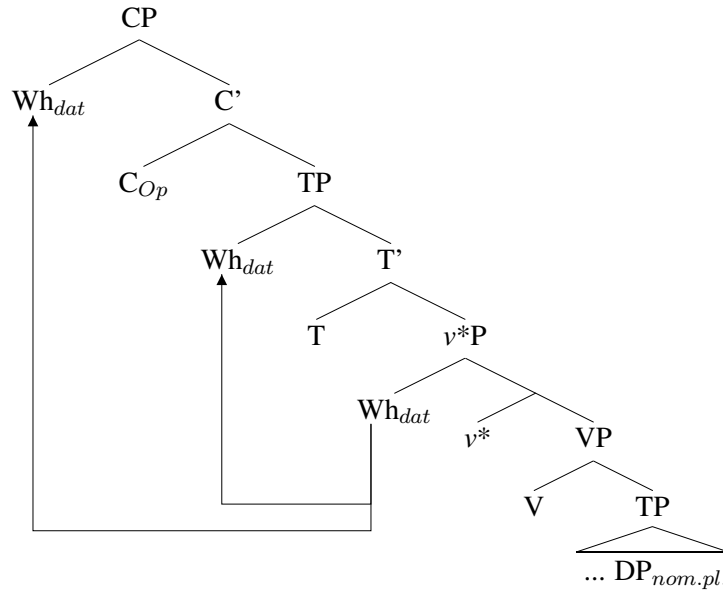 CP
Wh_dat C'
C_Op TP
Wh_dat T'
T v*P
Wh_dat
v* VP
V TP
... DP_nom.pl